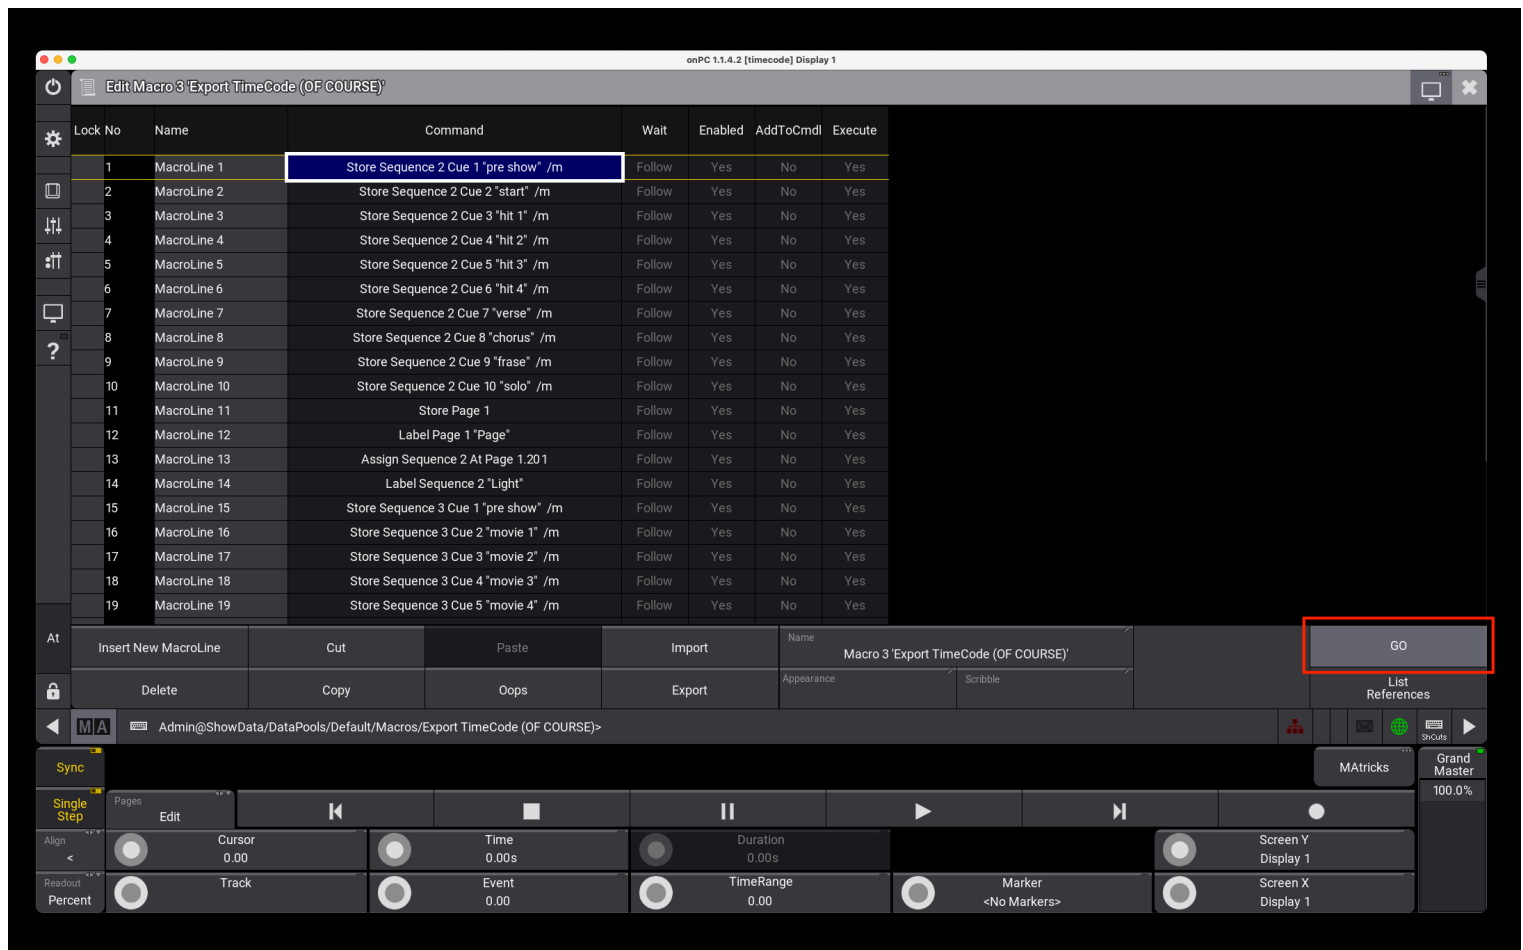 onPC 1.1.4.2 [timecode] Display 1
Edit Macro 3 'Export TimeCode (OF COURSE)'
Lock No Name Command Wait Enabled AddToCmdl Execute
1 MacroLine 1 Store Sequence 2 Cue 1 "pre show" /m Follow Yes No Yes
2 MacroLine 2 Store Sequence 2 Cue 2 "start" /m Follow Yes No Yes
3 MacroLine 3 Store Sequence 2 Cue 3 "hit 1" /m Follow Yes No Yes
4 MacroLine 4 Store Sequence 2 Cue 4 "hit 2" /m Follow Yes No Yes
5 MacroLine 5 Store Sequence 2 Cue 5 "hit 3" /m Follow Yes No Yes
6 MacroLine 6 Store Sequence 2 Cue 6 "hit 4" /m Follow Yes No Yes
7 MacroLine 7 Store Sequence 2 Cue 7 "verse" /m Follow Yes No Yes
8 MacroLine 8 Store Sequence 2 Cue 8 "chorus" /m Follow Yes No Yes
9 MacroLine 9 Store Sequence 2 Cue 9 "frase" /m Follow Yes No Yes
10 MacroLine 10 Store Sequence 2 Cue 10 "solo" /m Follow Yes No Yes
11 MacroLine 11 Store Page 1 Follow Yes No Yes
12 MacroLine 12 Label Page 1 "Page" Follow Yes No Yes
13 MacroLine 13 Assign Sequence 2 At Page 1.201 Follow Yes No Yes
14 MacroLine 14 Label Sequence 2 "Light" Follow Yes No Yes
15 MacroLine 15 Store Sequence 3 Cue 1 "pre show" /m Follow Yes No Yes
16 MacroLine 16 Store Sequence 3 Cue 2 "movie 1" /m Follow Yes No Yes
17 MacroLine 17 Store Sequence 3 Cue 3 "movie 2" /m Follow Yes No Yes
18 MacroLine 18 Store Sequence 3 Cue 4 "movie 3" /m Follow Yes No Yes
19 MacroLine 19 Store Sequence 3 Cue 5 "movie 4" /m Follow Yes No Yes
At
Insert New MacroLine Cut Paste Import
Name
Macro 3 'Export TimeCode (OF COURSE)'
GO
Delete Copy Oops Export
Appearance Scribble
List
References
MA Admin@ShowData/DataPools/Default/Macros/Export TimeCode (OF COURSE)>
ShCuts
Sync
MAtricks
Grand
Master
100.0%
Single
Step
Pages
Edit
Align
<
Cursor
0.00
Time
0.00s
Duration
0.00s
Screen Y
Display 1
Readout
Percent
Track
Event
0.00
TimeRange
0.00
Marker
<No Markers>
Screen X
Display 1